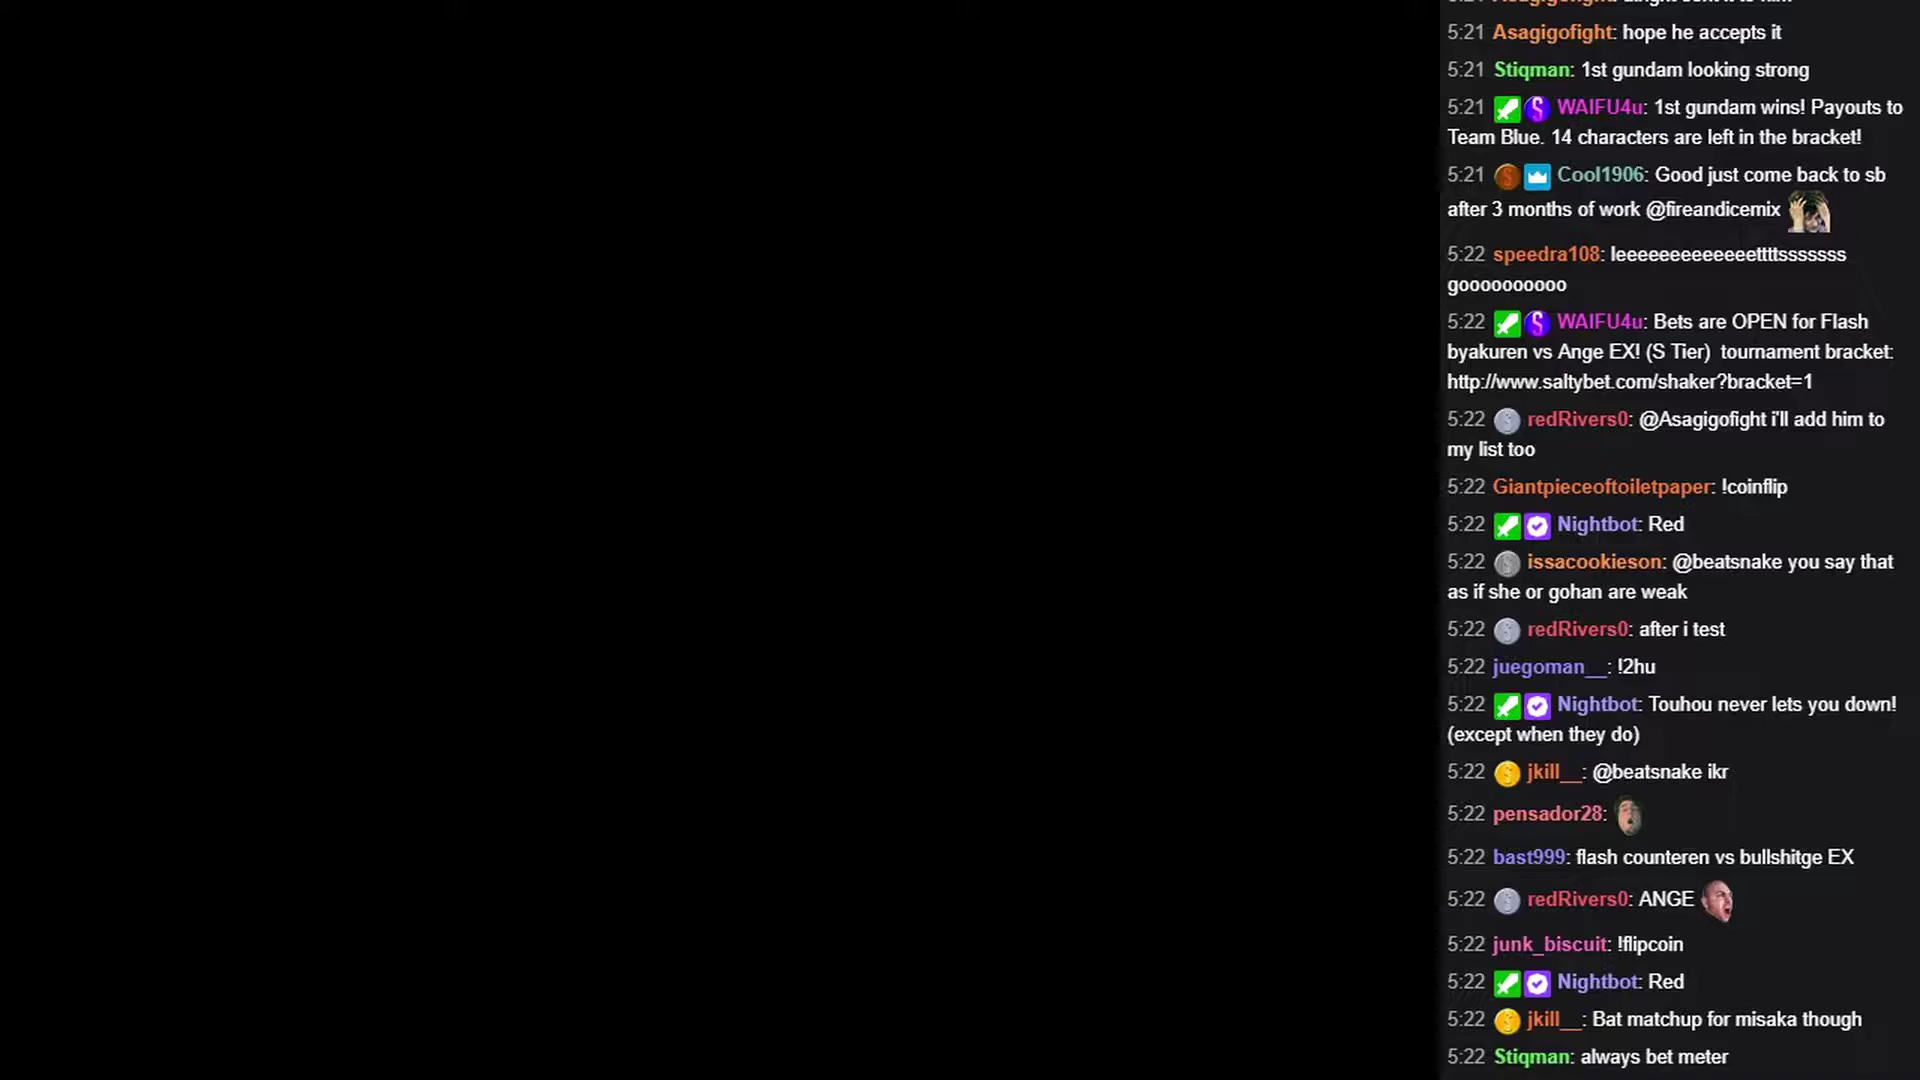 5:21 Asagigofight: hope he accepts it
5:21 Stiqman: 1st gundam looking strong
5:21 WAIFU4u: 1st gundam wins! Payouts to
Team Blue. 14 characters are left in the bracket!
5:21 Cool1906: Good just come back to sb
after 3 months of work @fireandicemix
5:22 speedra108: leeeeeeeeeeeeettttsssssss
goooooooooo
5:22 WAIFU4u: Bets are OPEN for Flash
byakuren vs Ange EX! (S Tier) tournament bracket:
http://www.saltybet.com/shaker?bracket=1
5:22 redRivers0: @Asagigofight i'll add him to
my list too
5:22 Giantpieceoftoiletpaper: !coinflip
5:22 Nightbot: Red
5:22 issacookieson: @beatsnake you say that
as if she or gohan are weak
5:22 redRivers0: after i test
5:22 juegoman__: !2hu
5:22 Nightbot: Touhou never lets you down!
(except when they do)
5:22 jkill__: @beatsnake ikr
5:22 pensador28:
5:22 bast999: flash counteren vs bullshitge EX
5:22 redRivers0: ANGE
5:22 junk_biscuit: !flipcoin
5:22 Nightbot: Red
5:22 jkill__: Bat matchup for misaka though
5:22 Stiqman: always bet meter